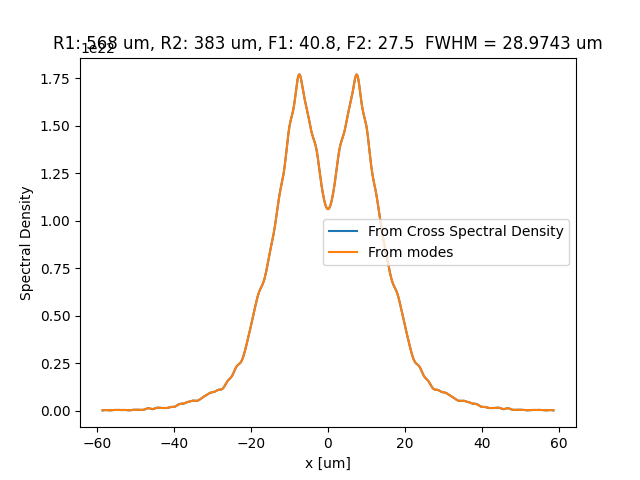 R1: 568 um, R2: 383 um, F1: 40.8, F2: 27.5  FWHM = 28.9743 um
1e22
1.75
1.50
1.25
1.00
0.75
0.50
0.25
0.00
Spectral Density
From Cross Spectral Density
From modes
−60 −40 −20 0 20 40 60
x [um]